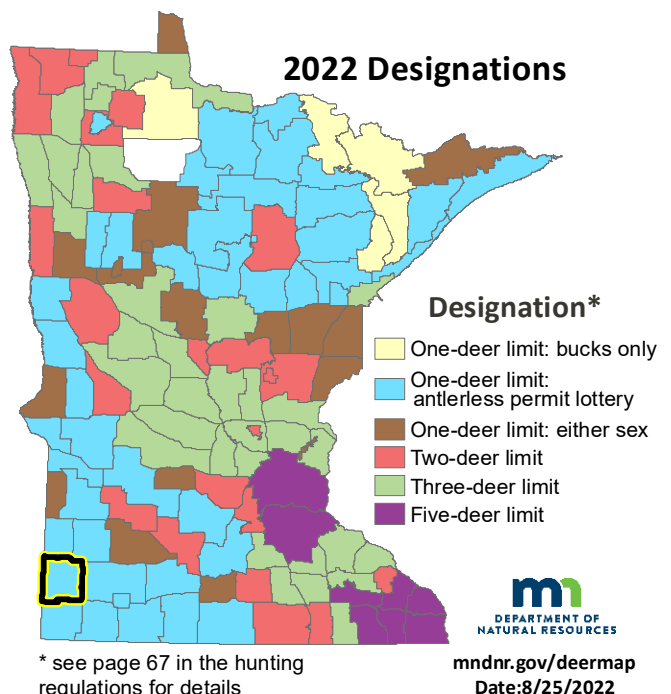 2022 Designations
Designation*
One-deer limit: bucks only
One-deer limit:
antlerless permit lottery
One-deer limit: either sex
Two-deer limit
Three-deer limit
Five-deer limit
mn
DEPARTMENT OF
NATURAL RESOURCES
* see page 67 in the hunting
regulations for details
mndnr.gov/deermap
Date:8/25/2022